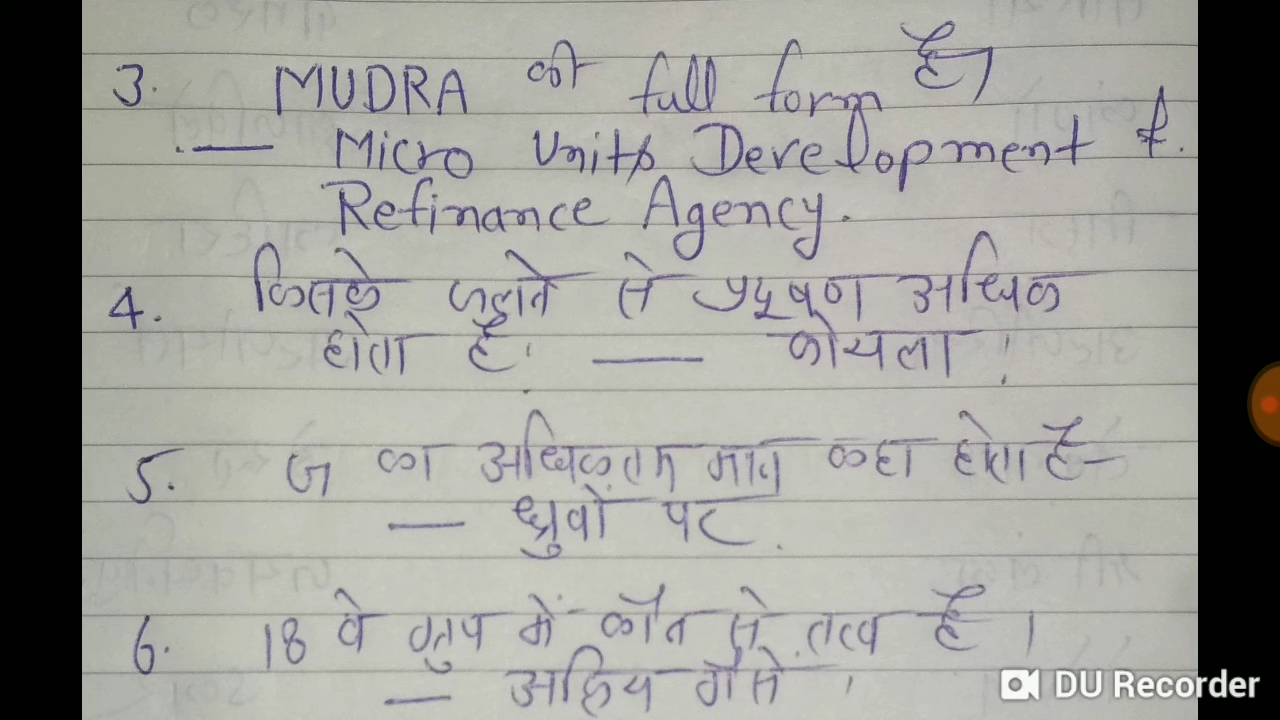 3. MUDRA की full form है।
— Micro Units Development &
Refinance Agency.
4. किसके जलाने से प्रदूषण अधिक
होता है। — कोयला।
5. g का अधिकतम मान कहा होता है –
— ध्रुवों पर.
6. 18 वे ग्रुप में कौन से तत्व है।
— अक्रिय गैसे।
DU Recorder